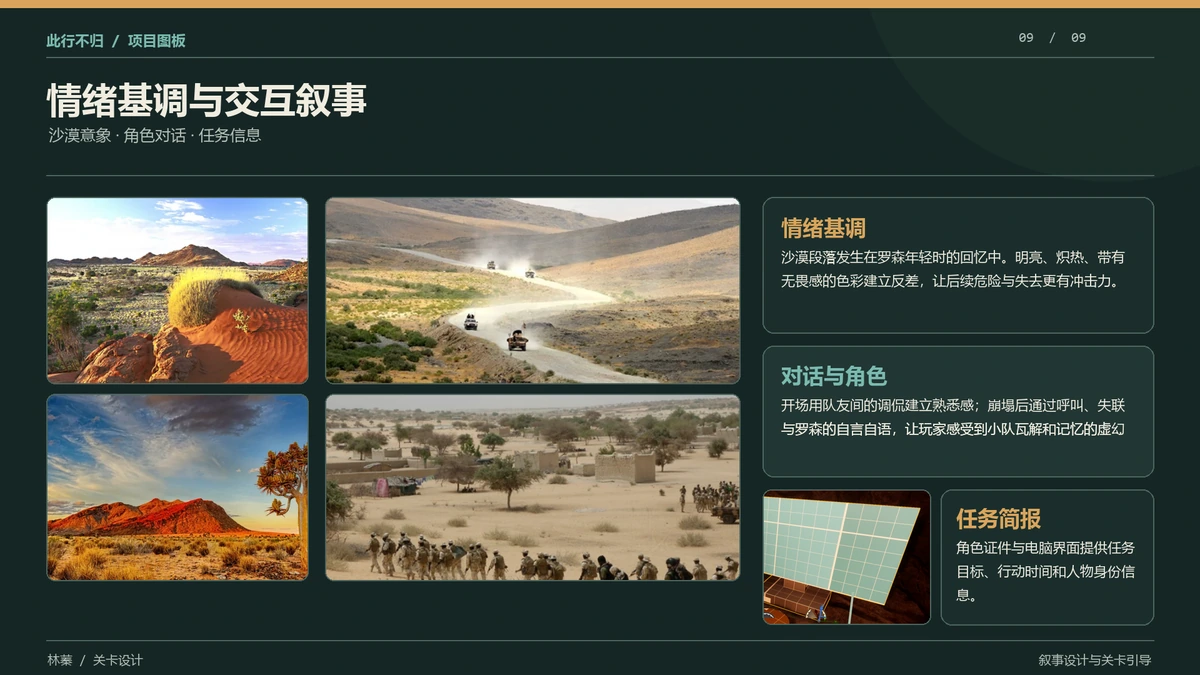 此行不归 / 项目图板
09 / 09
情绪基调与交互叙事
沙漠意象 · 角色对话 · 任务信息
情绪基调
沙漠段落发生在罗森年轻时的回忆中。明亮、炽热、带有
无畏感的色彩建立反差，让后续危险与失去更有冲击力。
对话与角色
开场用队友间的调侃建立熟悉感；崩塌后通过呼叫、失联
与罗森的自言自语，让玩家感受到小队瓦解和记忆的虚幻
任务简报
角色证件与电脑界面提供任务
目标、行动时间和人物身份信
息。
林蓁 / 关卡设计
叙事设计与关卡引导